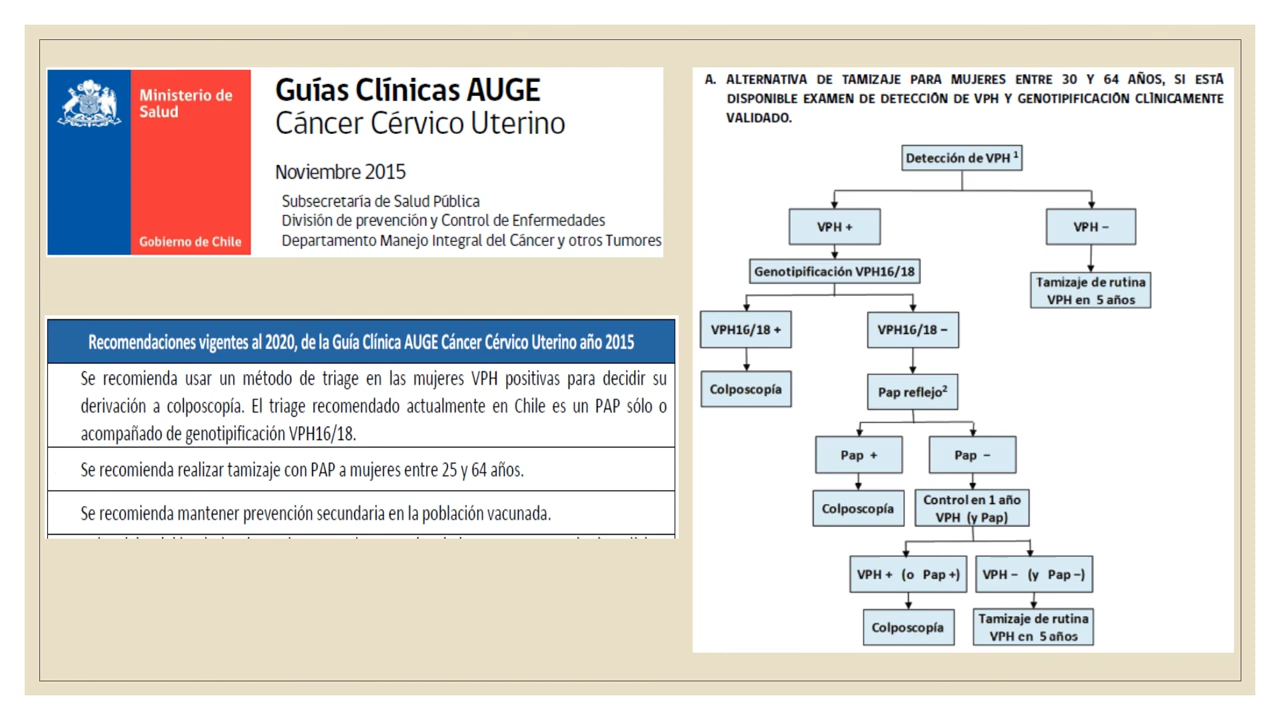 Ministerio de
Salud
Gobierno de Chile
Guías Clínicas AUGE
Cáncer Cérvico Uterino
Noviembre 2015
Subsecretaría de Salud Pública
División de prevención y Control de Enfermedades
Departamento Manejo Integral del Cáncer y otros Tumores
Recomendaciones vigentes al 2020, de la Guía Clínica AUGE Cáncer Cérvico Uterino año 2015
Se recomienda usar un método de triage en las mujeres VPH positivas para decidir su
derivación a colposcopía. El triage recomendado actualmente en Chile es un PAP sólo o
acompañado de genotipificación VPH16/18.
Se recomienda realizar tamizaje con PAP a mujeres entre 25 y 64 años.
Se recomienda mantener prevención secundaria en la población vacunada.
A. ALTERNATIVA DE TAMIZAJE PARA MUJERES ENTRE 30 Y 64 AÑOS, SI ESTÁ
DISPONIBLE EXAMEN DE DETECCIÓN DE VPH Y GENOTIPIFICACIÓN CLÌNICAMENTE
VALIDADO.
Detección de VPH 1
VPH +
VPH –
Genotipificación VPH16/18
Tamizaje de rutina
VPH en 5 años
VPH16/18 +
VPH16/18 –
Colposcopía
Pap reflejo2
Pap +
Pap –
Colposcopía
Control en 1 año
VPH (y Pap)
VPH + (o Pap +)
VPH – (y Pap –)
Colposcopía
Tamizaje de rutina
VPH en 5 años